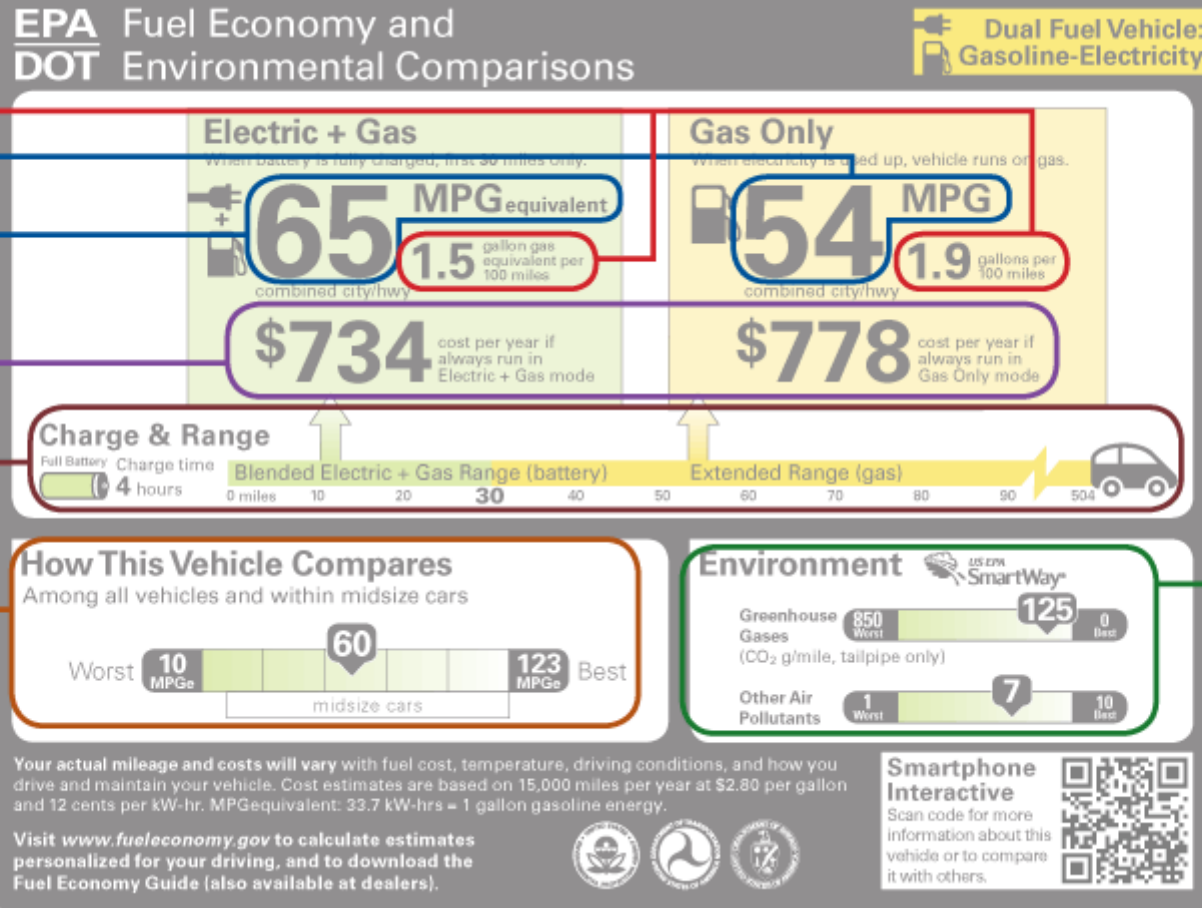 EPA
DOT
Fuel Economy and
Environmental Comparisons
Dual Fuel Vehicle:
Gasoline-Electricity
Electric + Gas
When battery is fully charged, first 30 miles only.
65
MPGequivalent
+
1.5
gallon gas
equivalent per
100 miles
combined city/hwy
Gas Only
When electricity is used up, vehicle runs on gas.
54
MPG
1.9
gallons per
100 miles
combined city/hwy
$734
cost per year if
always run in
Electric + Gas mode
$778
cost per year if
always run in
Gas Only mode
Charge & Range
Full Battery
Charge time
4 hours
Blended Electric + Gas Range (battery)
Extended Range (gas)
0 miles 10 20 30 40 50 60 70 80 90 504
How This Vehicle Compares
Among all vehicles and within midsize cars
60
Worst
10
MPGe
123
MPGe
Best
midsize cars
Environment
US EPA
SmartWay
Greenhouse
Gases
(CO₂ g/mile, tailpipe only)
850
Worst
125
0
Best
Other Air
Pollutants
1
Worst
7
10
Best
Your actual mileage and costs will vary with fuel cost, temperature, driving conditions, and how you
drive and maintain your vehicle. Cost estimates are based on 15,000 miles per year at $2.80 per gallon
and 12 cents per kW-hr. MPGequivalent: 33.7 kW-hrs = 1 gallon gasoline energy.
Visit www.fueleconomy.gov to calculate estimates
personalized for your driving, and to download the
Fuel Economy Guide (also available at dealers).
Smartphone
Interactive
Scan code for more
information about this
vehicle or to compare
it with others.